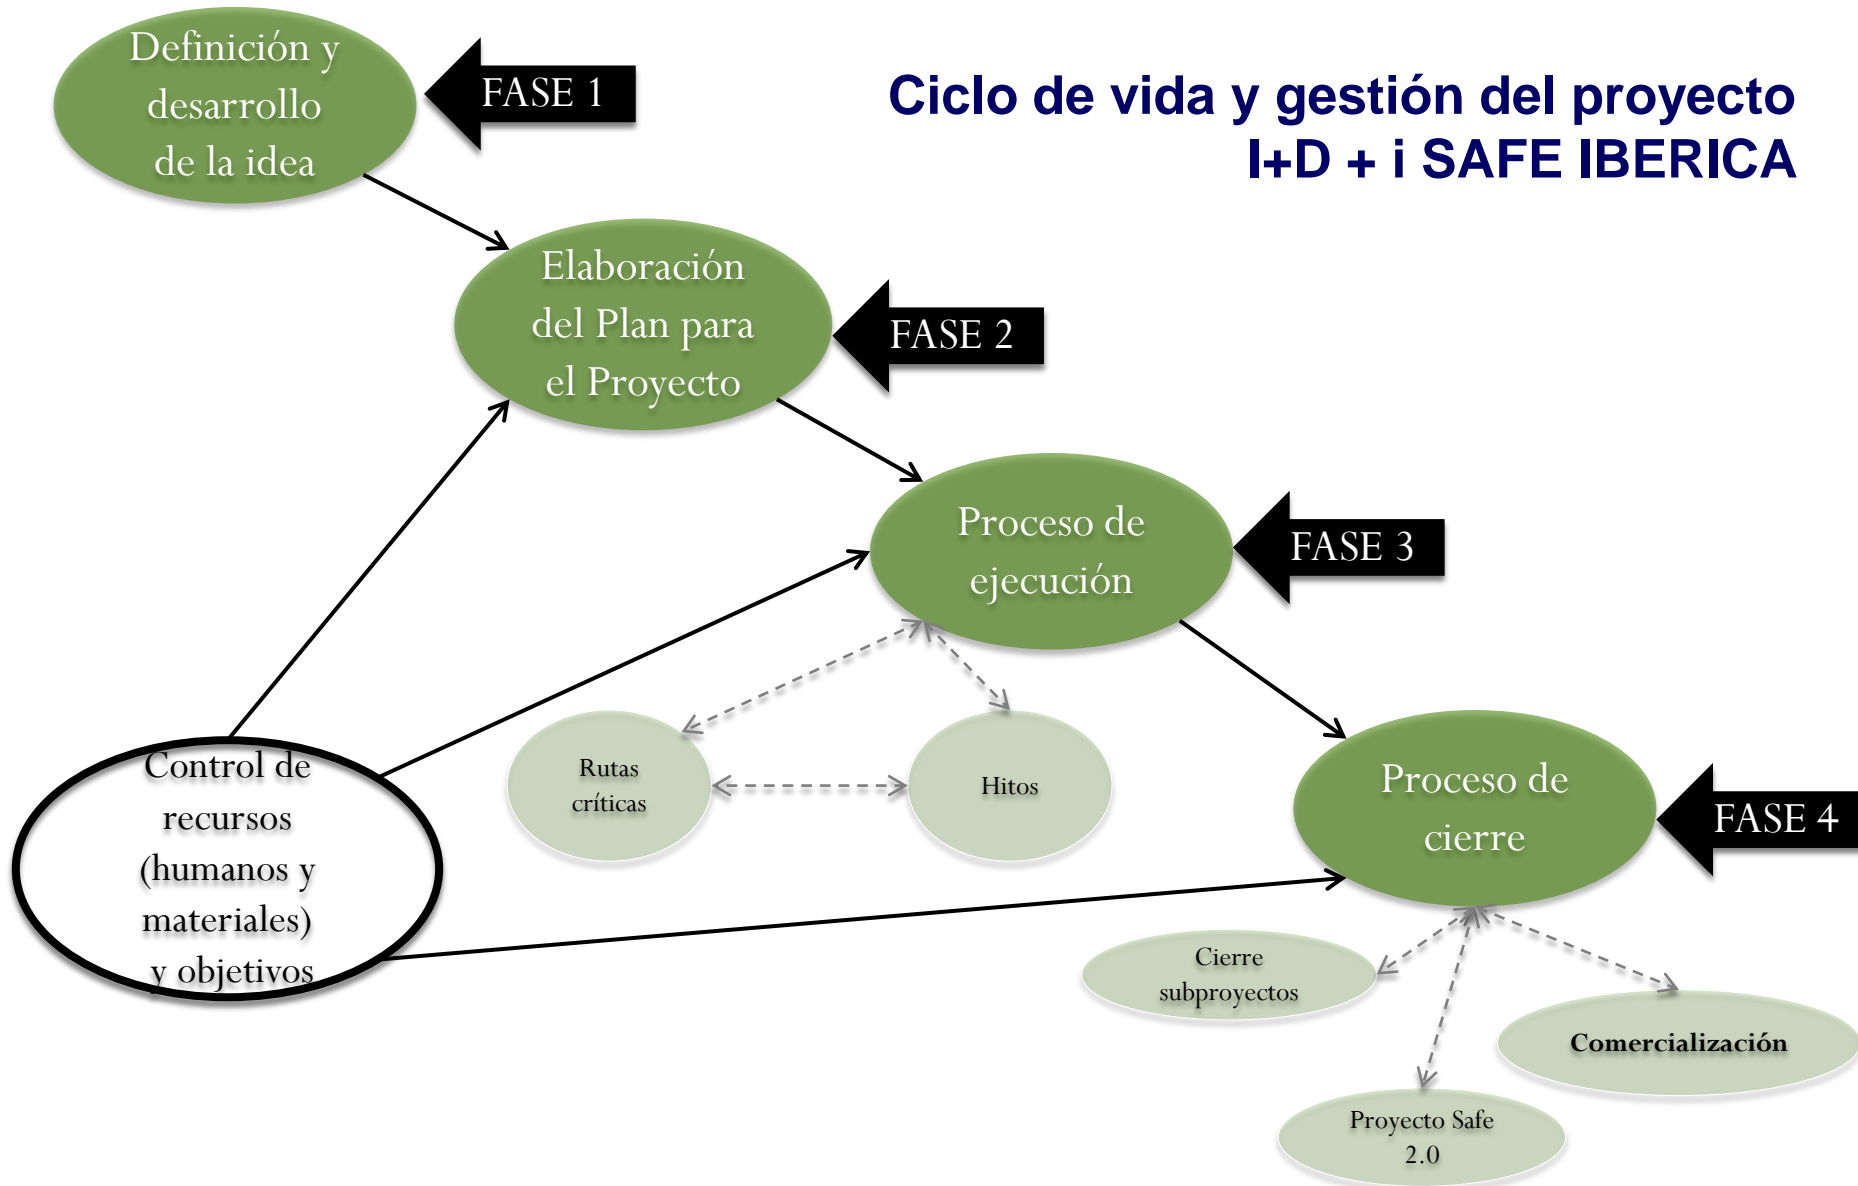 Definición y
desarrollo
de la idea
FASE 1
Ciclo de vida y gestión del proyecto
I+D + i SAFE IBERICA
Elaboración
del Plan para
el Proyecto
FASE 2
Proceso de
ejecución
FASE 3
Control de
recursos
(humanos y
materiales)
y objetivos
Rutas
críticas
Hitos
Proceso de
cierre
FASE 4
Cierre
subproyectos
Comercialización
Proyecto Safe
2.0